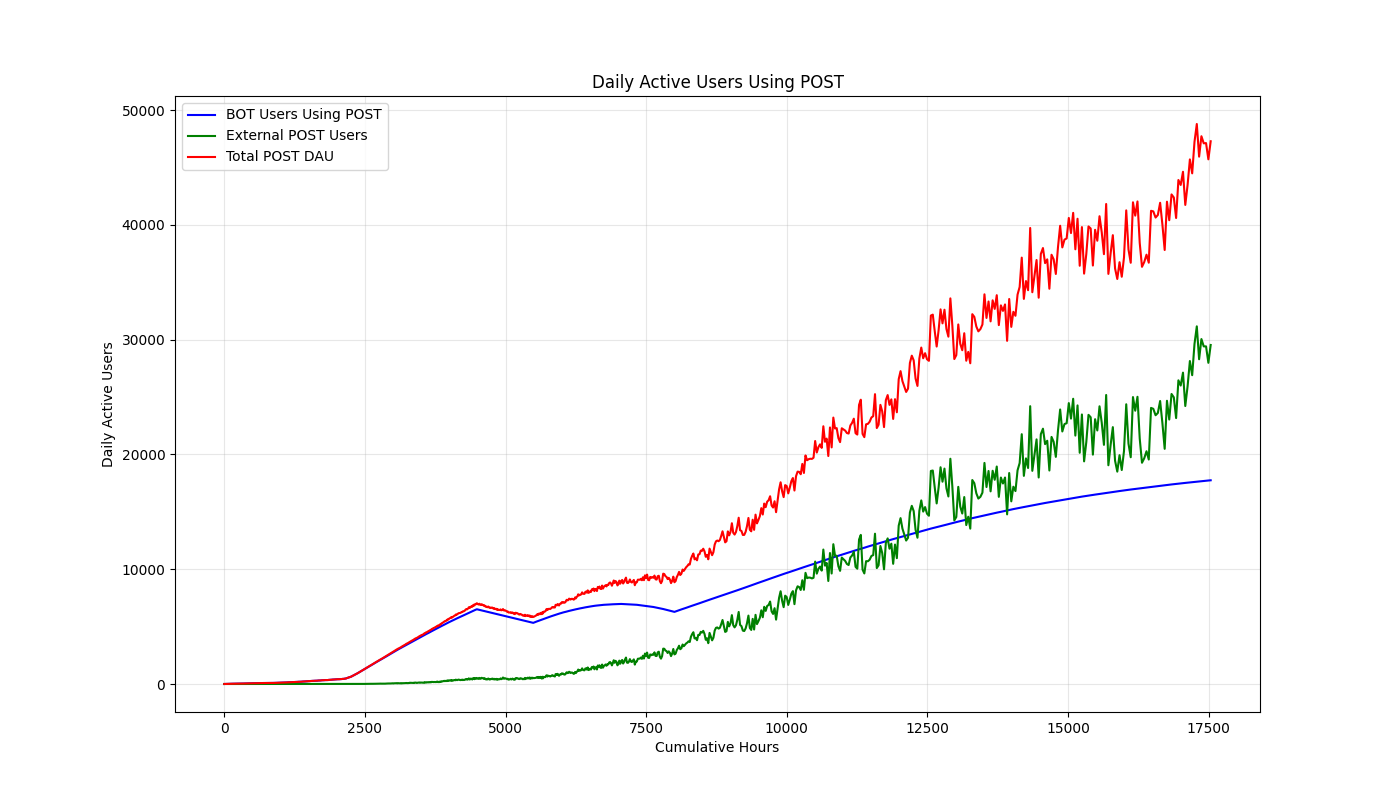 Daily Active Users Using POST
BOT Users Using POST
External POST Users
Total POST DAU
Daily Active Users
50000
40000
30000
20000
10000
0
0 2500 5000 7500 10000 12500 15000 17500
Cumulative Hours